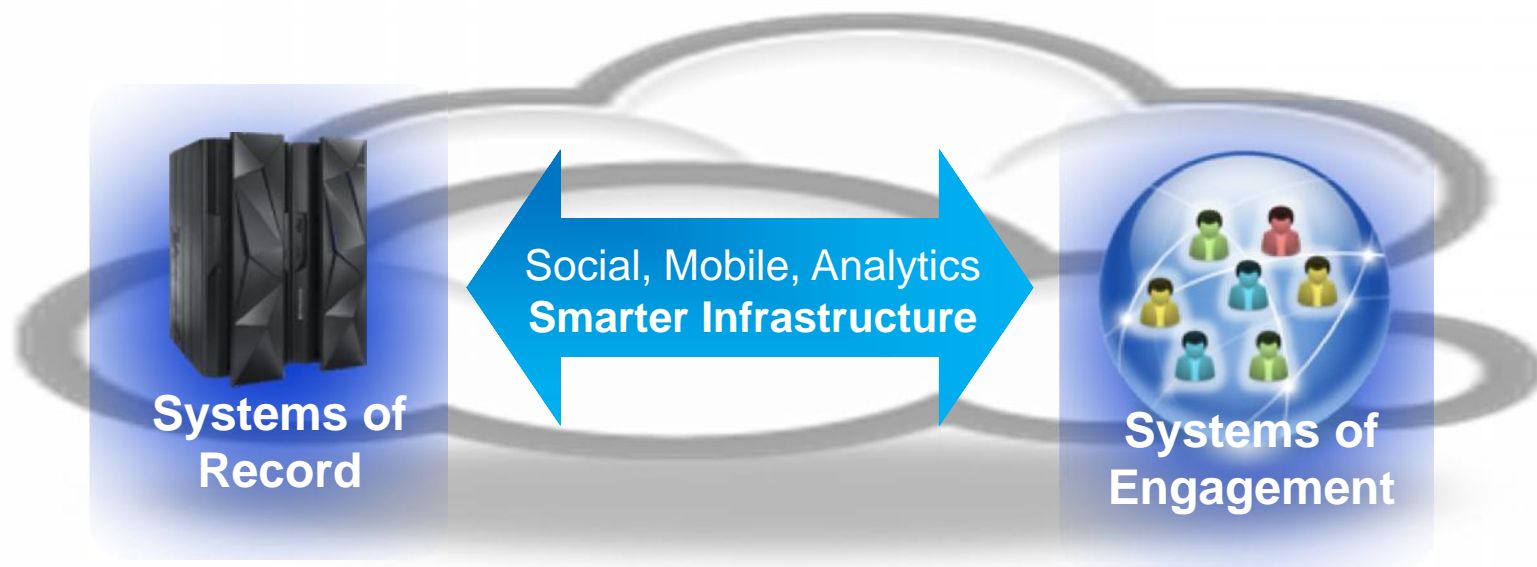 Social, Mobile, Analytics
Smarter Infrastructure
Systems of
Record
Systems of
Engagement